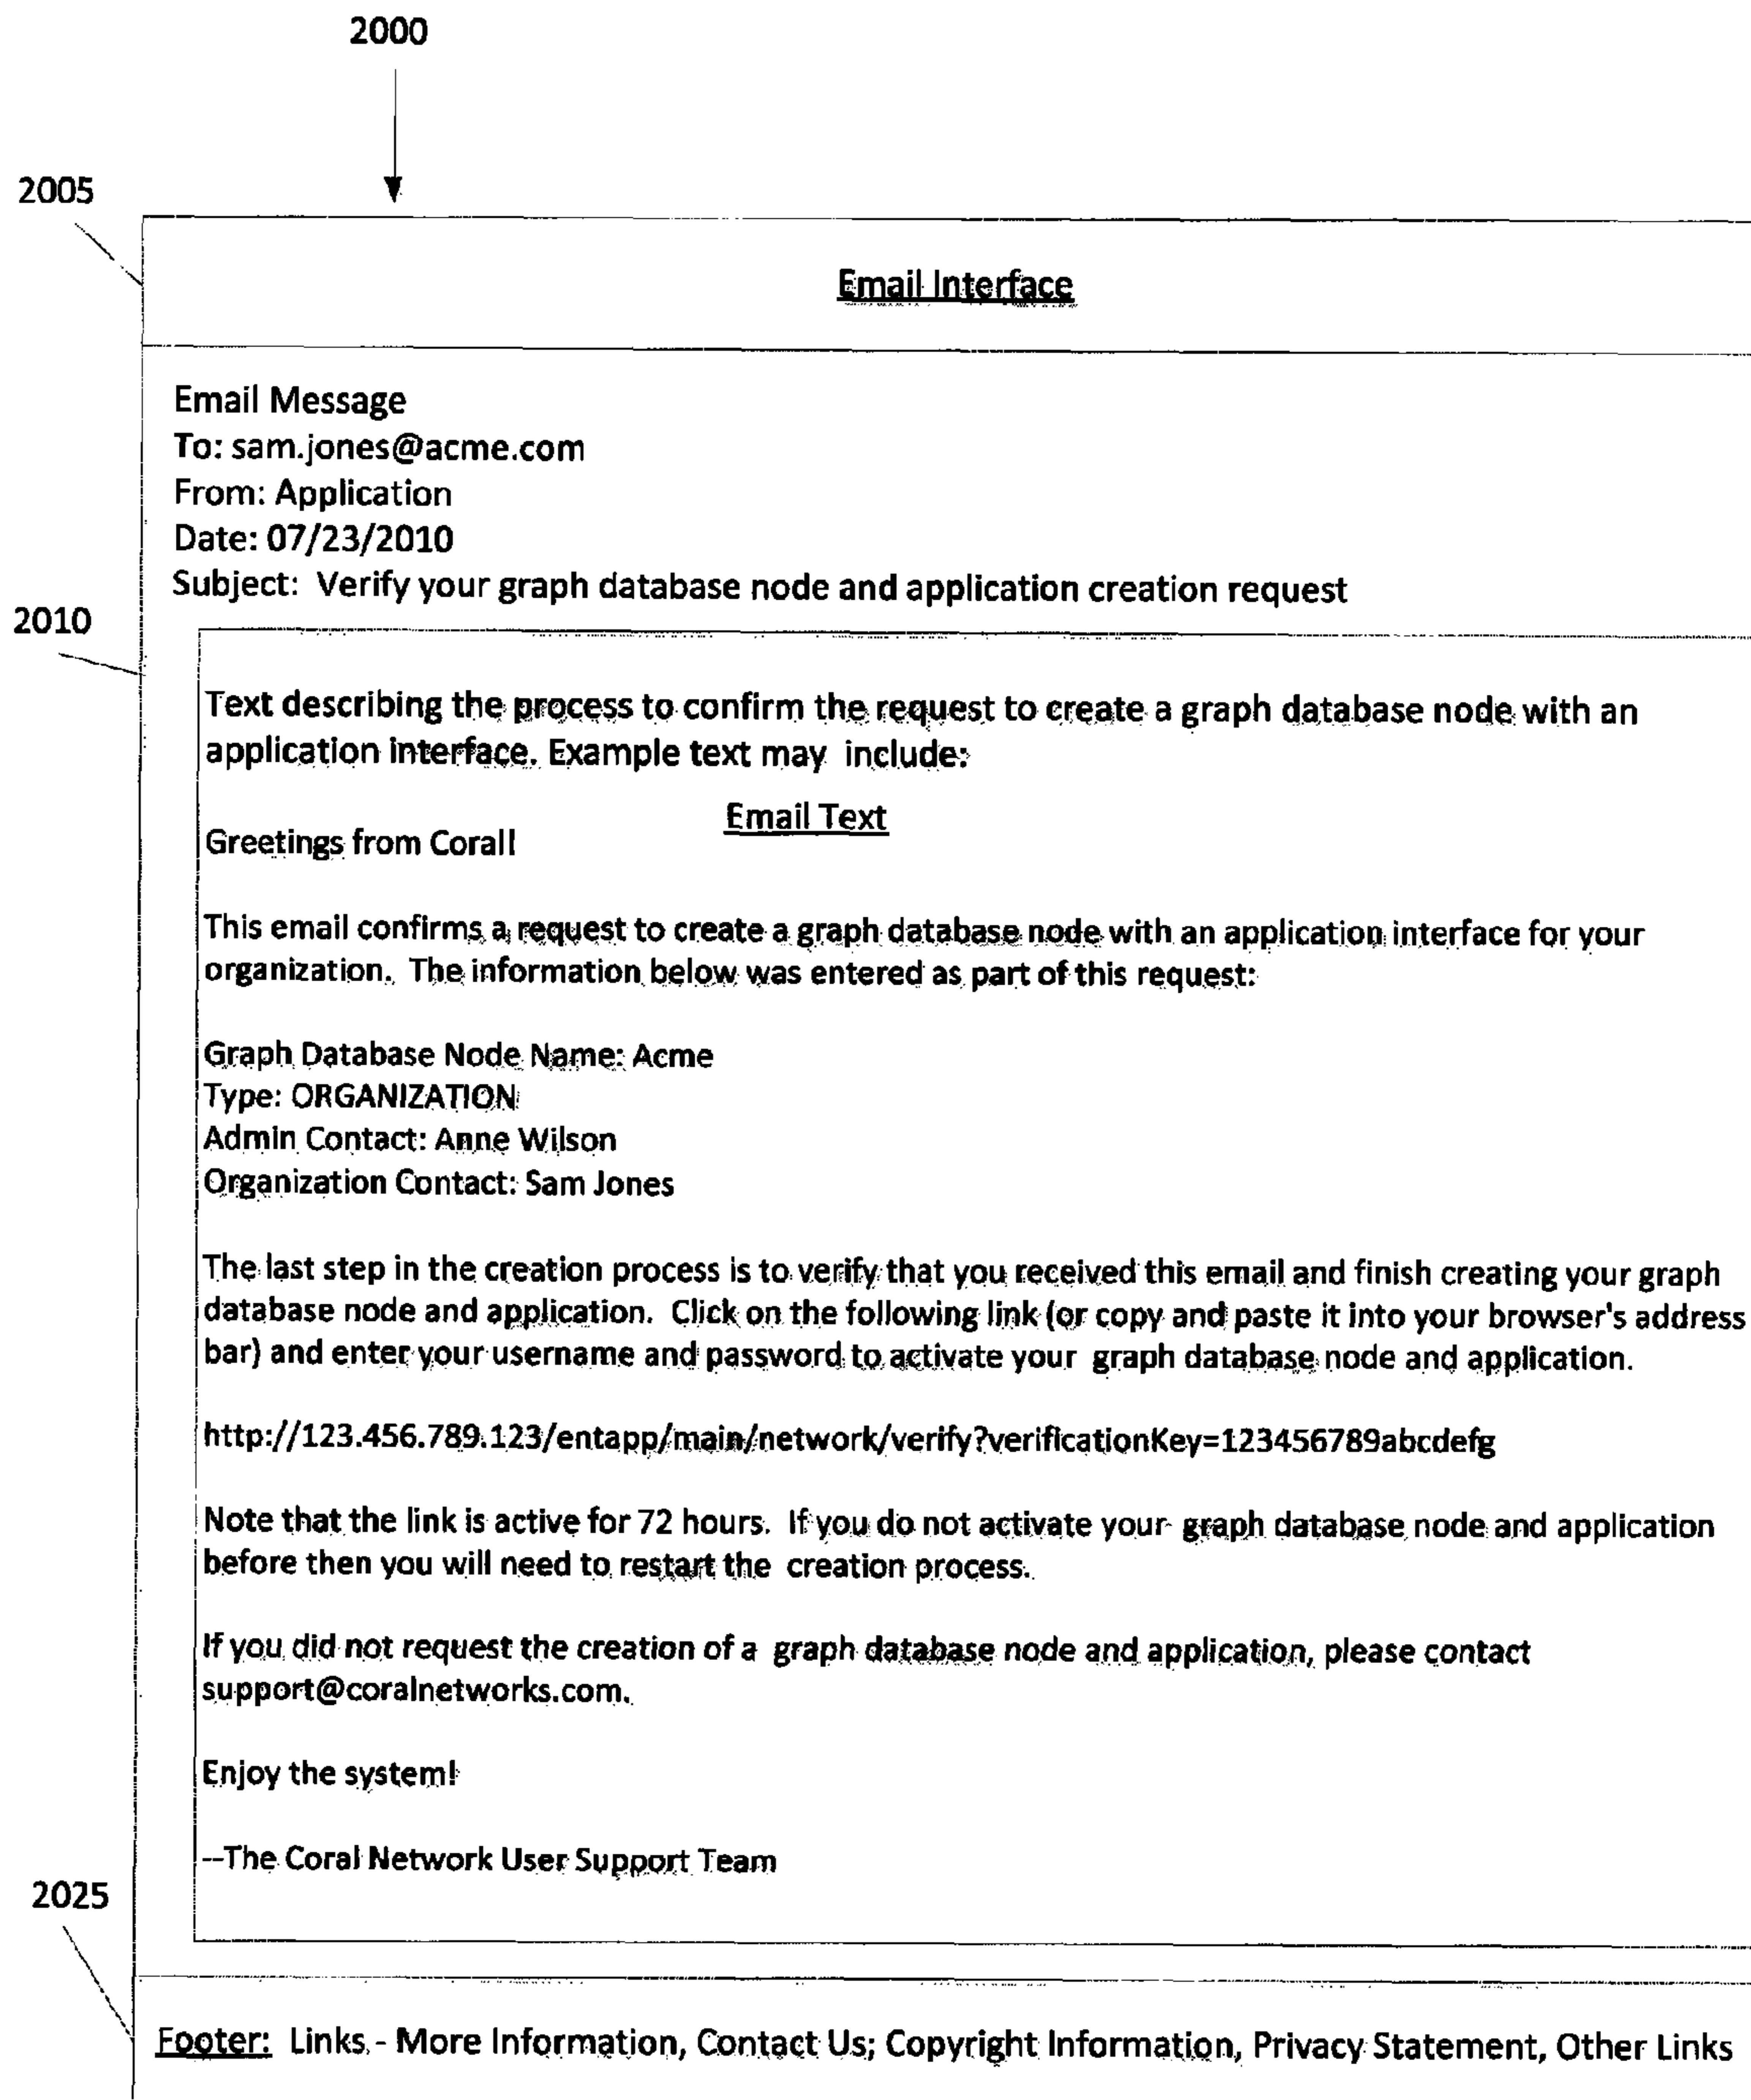 2000
2005
Email Interface
Email Message
To: sam.jones@acme.com
From: Application
Date: 07/23/2010
Subject: Verify your graph database node and application creation request
2010
Text describing the process to confirm the request to create a graph database node with an
application interface. Example text may include:
Email Text
Greetings from Coral!
This email confirms a request to create a graph database node with an application interface for your
organization. The information below was entered as part of this request:
Graph Database Node Name: Acme
Type: ORGANIZATION
Admin Contact: Anne Wilson
Organization Contact: Sam Jones
The last step in the creation process is to verify that you received this email and finish creating your graph
database node and application. Click on the following link (or copy and paste it into your browser's address
bar) and enter your username and password to activate your graph database node and application.
http://123.456.789.123/entapp/main/network/verify?verificationKey=123456789abcdefg
Note that the link is active for 72 hours. If you do not activate your graph database node and application
before then you will need to restart the creation process.
If you did not request the creation of a graph database node and application, please contact
support@coralnetworks.com.
Enjoy the system!
--The Coral Network User Support Team
2025
Footer: Links - More Information, Contact Us; Copyright Information, Privacy Statement, Other Links